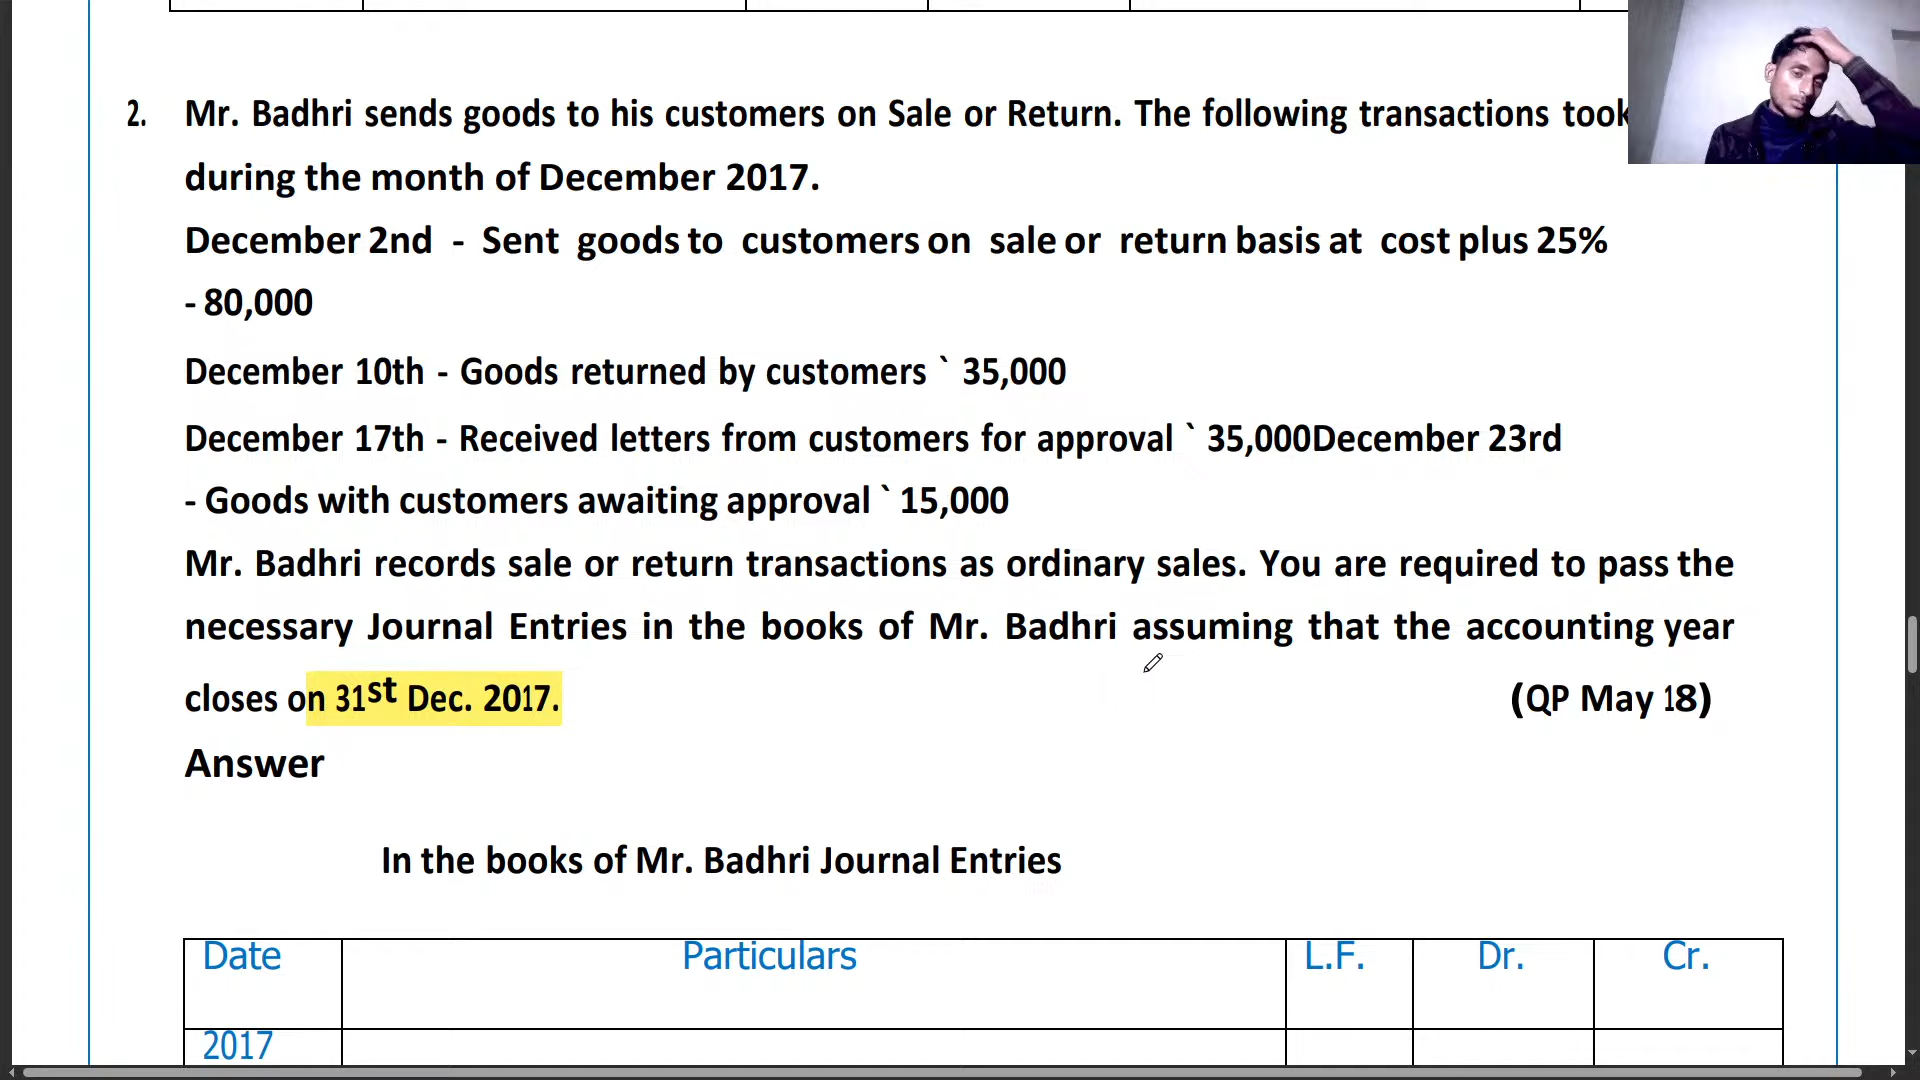 2. Mr. Badhri sends goods to his customers on Sale or Return. The following transactions took
during the month of December 2017.
December 2nd - Sent goods to customers on sale or return basis at cost plus 25%
- 80,000
December 10th - Goods returned by customers ` 35,000
December 17th - Received letters from customers for approval ` 35,000December 23rd
- Goods with customers awaiting approval ` 15,000
Mr. Badhri records sale or return transactions as ordinary sales. You are required to pass the
necessary Journal Entries in the books of Mr. Badhri assuming that the accounting year
closes on 31st Dec. 2017. (QP May 18)
Answer
In the books of Mr. Badhri Journal Entries
Date Particulars L.F. Dr. Cr.
2017